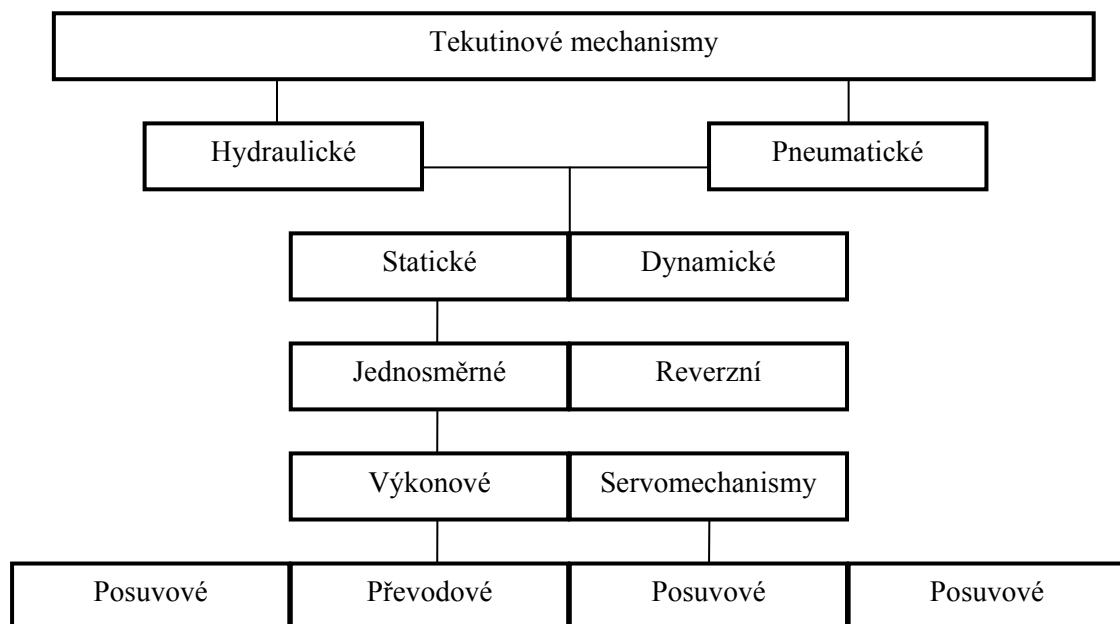 Tekutinové mechanismy
Hydraulické
Pneumatické
Statické
Dynamické
Jednosměrné
Reverzní
Výkonové
Servomechanismy
Posuvové
Převodové
Posuvové
Posuvové